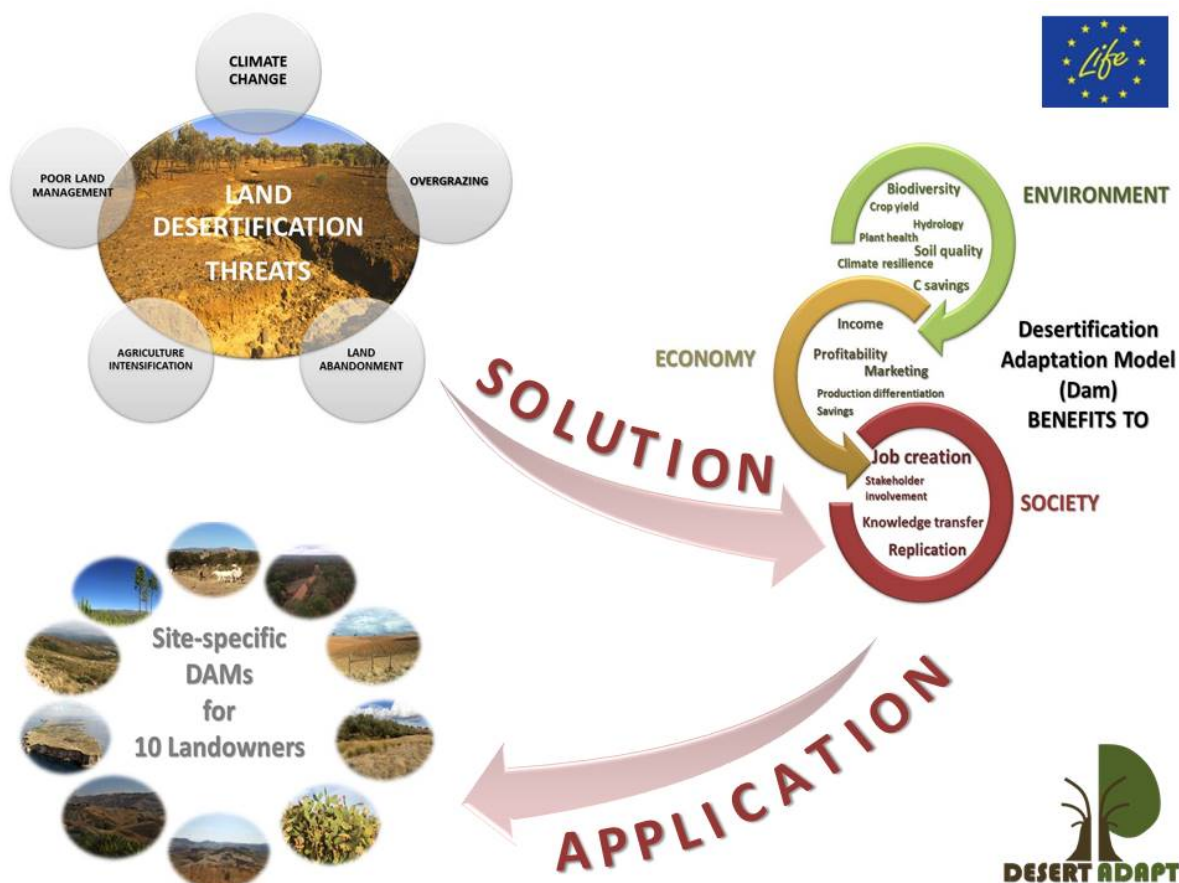 CLIMATE
CHANGE
POOR LAND
MANAGEMENT
OVERGRAZING
LAND
DESERTIFICATION
THREATS
AGRICULTURE
INTENSIFICATION
LAND
ABANDONMENT
SOLUTION
Life
Biodiversity
Crop yield
Hydrology
Plant health
Soil quality
Climate resilience
C savings
ENVIRONMENT
ECONOMY
Income
Profitability
Marketing
Production differentiation
Savings
Desertification
Adaptation Model
(Dam)
BENEFITS TO
Job creation
Stakeholder
involvement
Knowledge transfer
Replication
SOCIETY
APPLICATION
Site-specific
DAMs
for
10 Landowners
DESERT ADAPT